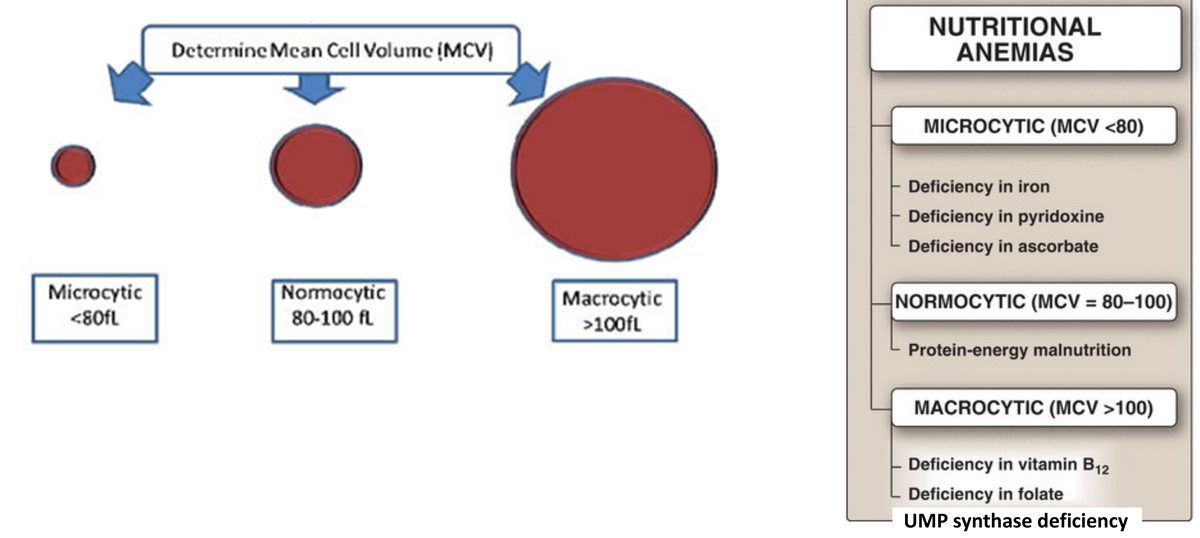 Determine Mean Cell Volume (MCV)
Microcytic
<80fL
Normocytic
80-100 fL
Macrocytic
>100fL
NUTRITIONAL
ANEMIAS
MICROCYTIC (MCV <80)
Deficiency in iron
Deficiency in pyridoxine
Deficiency in ascorbate
NORMOCYTIC (MCV = 80–100)
Protein-energy malnutrition
MACROCYTIC (MCV >100)
Deficiency in vitamin B12
Deficiency in folate
UMP synthase deficiency